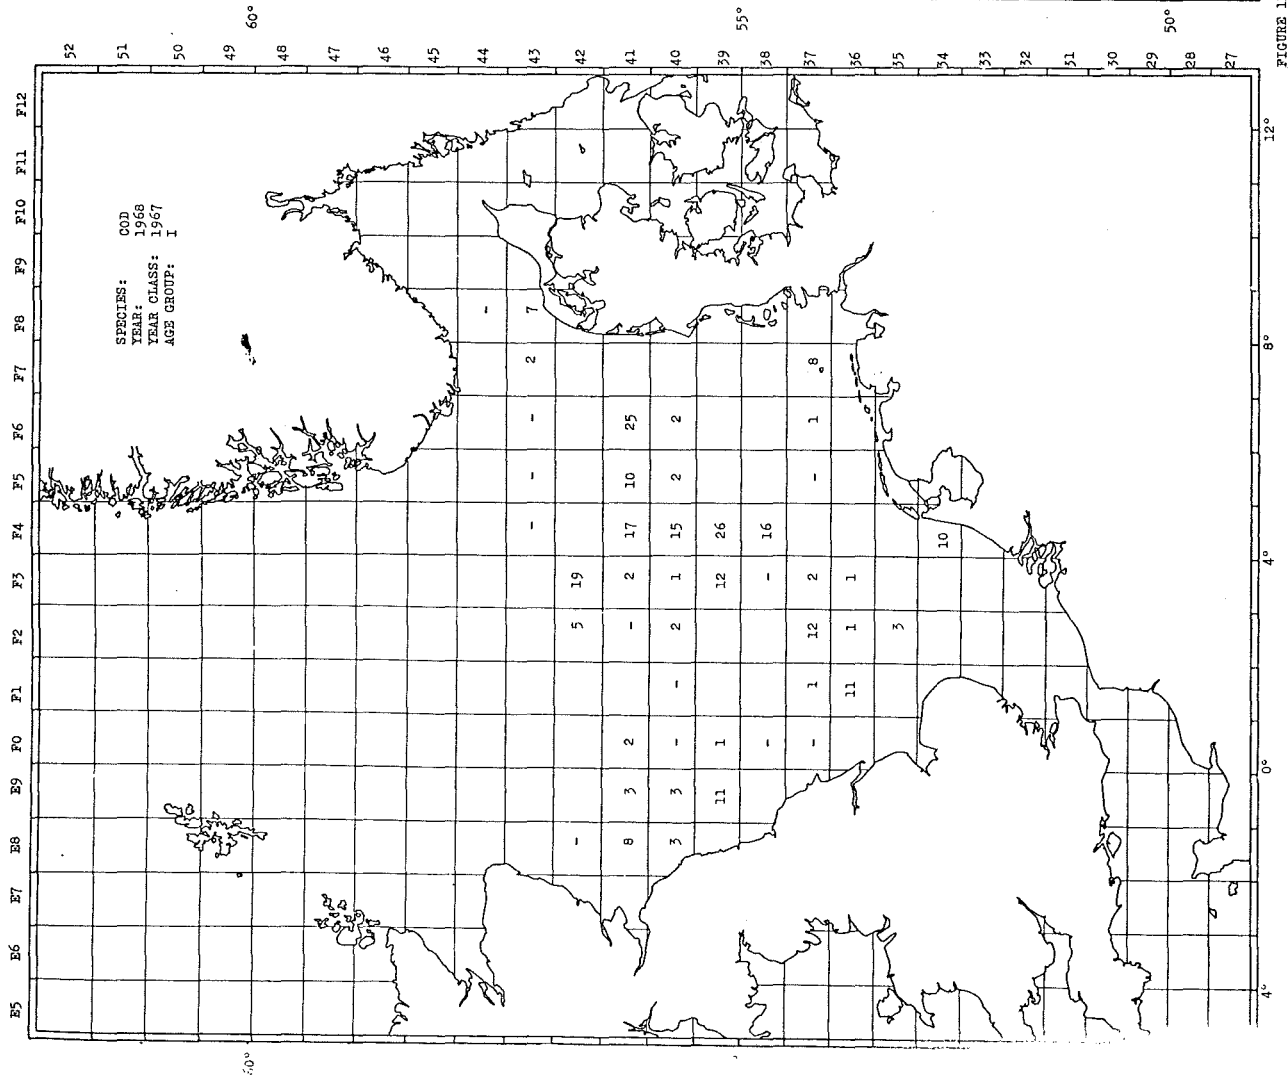 E5 E6 E7 E8 E9 F0 F1 F2 F3 F4 F5 F6 F7 F8 F9 F10 F11 F12
52
51
SPECIES: COD
YEAR: 1968
YEAR CLASS: 1967
AGE GROUP: I
50
60° 49 60°
48
47
46
45
44 -
- - - 2 7 43
- 5 19 42
8 3 2 - 2 17 10 25 41
3 3 - - 2 1 15 2 2 40
11 1 12 26 39
55°
- - 16 38
- 1 12 2 - 1 8 37
11 1 1 36
3 35
10 34
33
32
31
50°
30
29
28
27
4° 0° 4° 8° 12°